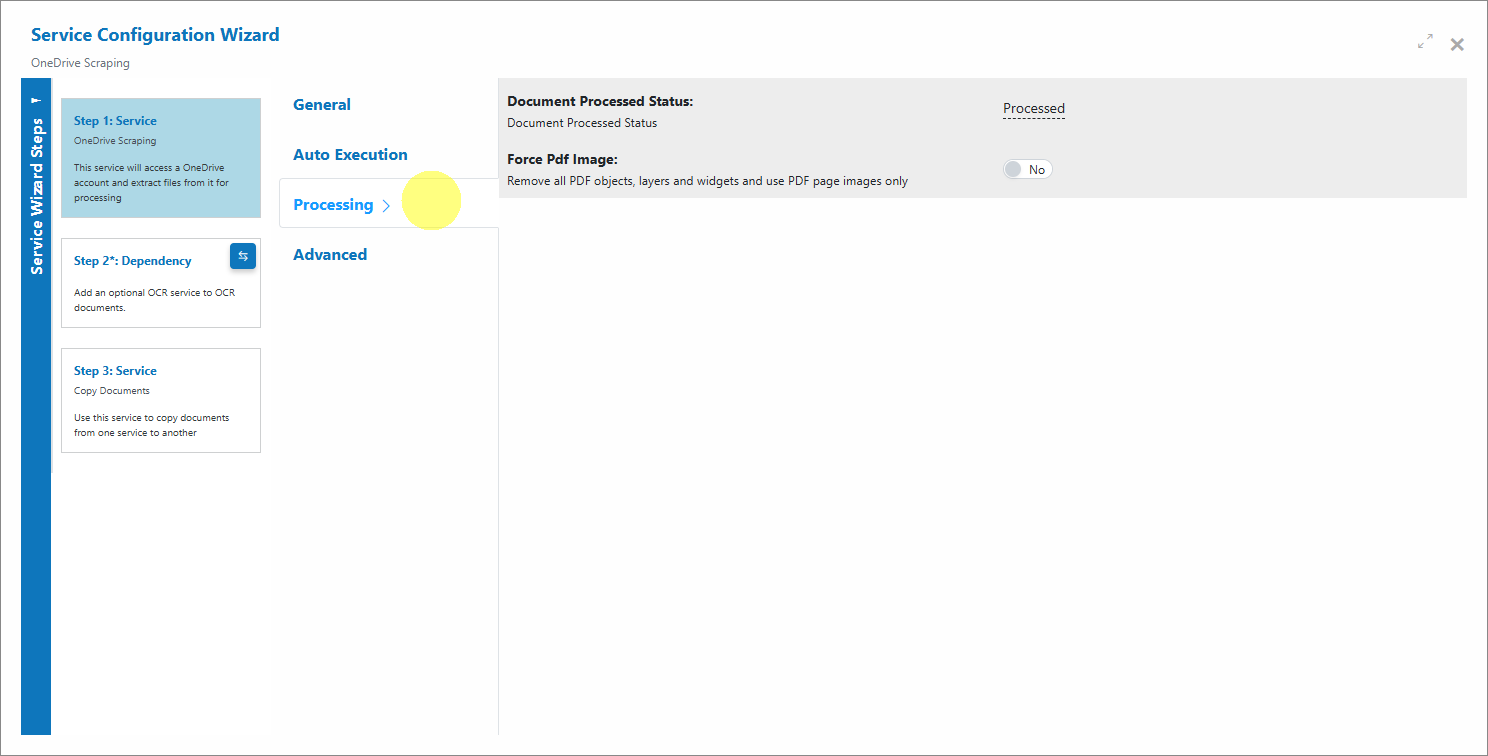 Service Configuration Wizard
OneDrive Scraping
Service Wizard Steps
Step 1: Service
OneDrive Scraping
This service will access a OneDrive
account and extract files from it for
processing
Step 2*: Dependency
Add an optional OCR service to OCR
documents.
Step 3: Service
Copy Documents
Use this service to copy documents
from one service to another
General
Auto Execution
Processing
Advanced
Document Processed Status:
Document Processed Status
Processed
Force Pdf Image:
Remove all PDF objects, layers and widgets and use PDF page images only
No